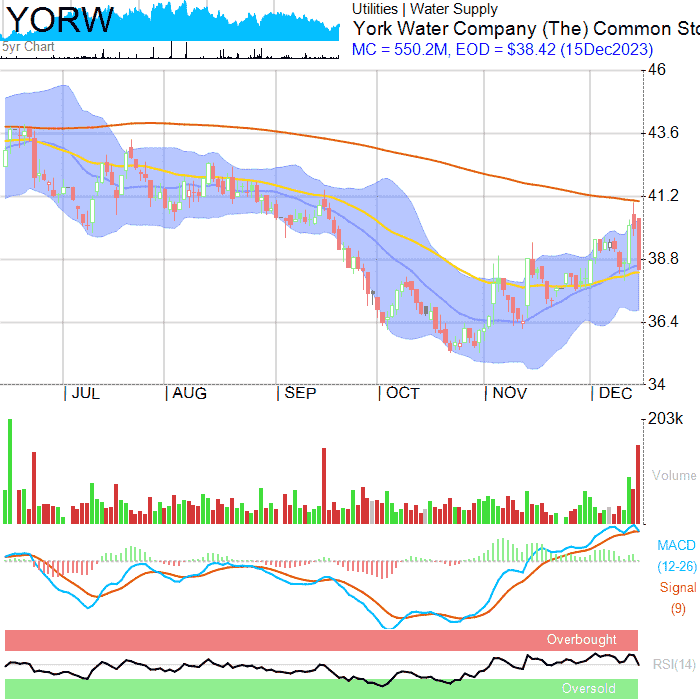 YORW
5yr Chart
Utilities | Water Supply
York Water Company (The) Common Sto
MC = 550.2M, EOD = $38.42 (15Dec2023)
46
43.6
41.2
38.8
36.4
34
| JUL | AUG | SEP | OCT | NOV | DEC
203k
Volume
MACD
(12-26)
Signal
(9)
Overbought
RSI(14)
Oversold